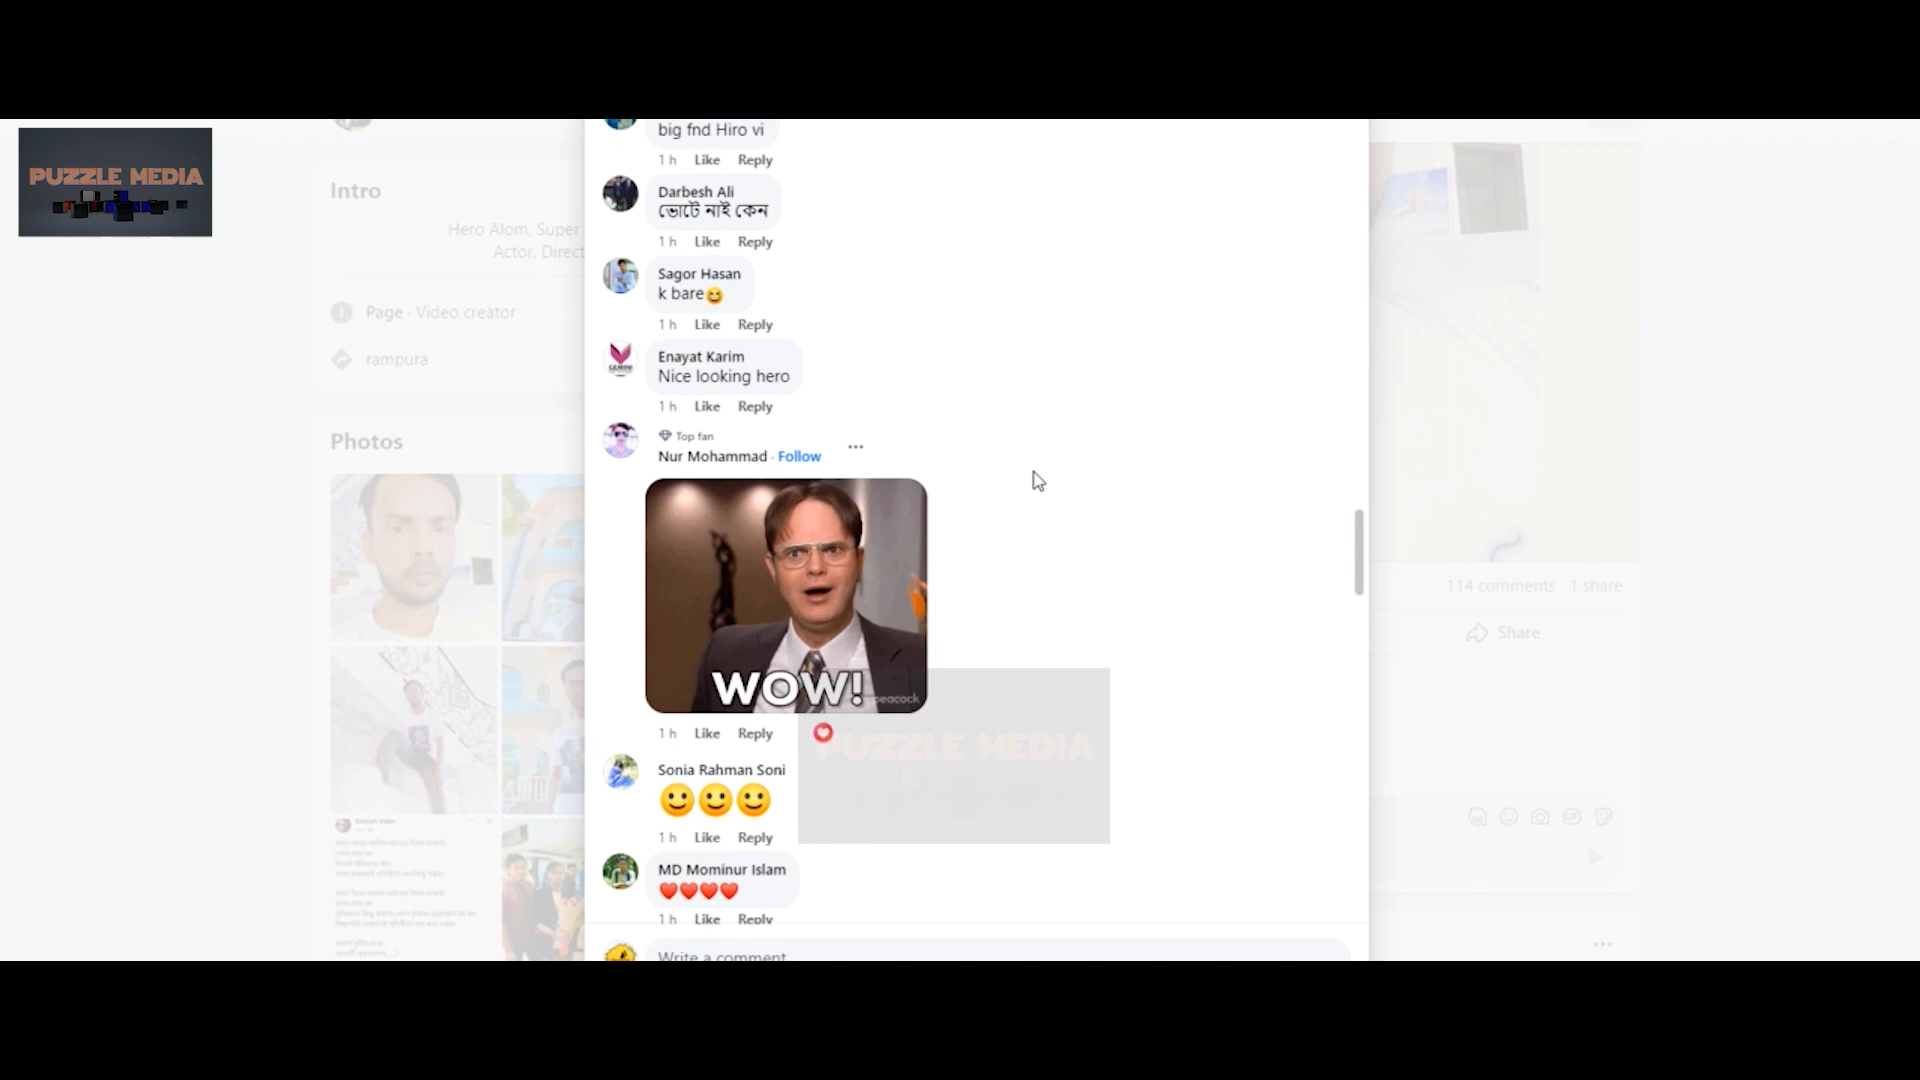 PUZZLE MEDIA
Intro
Hero Alom, Super
Actor, Direct
Page · Video creator
rampura
Photos
big fnd Hiro vi
1 h Like Reply
Darbesh Ali
ভোটে নাই কেন
1 h Like Reply
Sagor Hasan
k bare😆
1 h Like Reply
Enayat Karim
Nice looking hero
1 h Like Reply
Top fan
Nur Mohammad · Follow
WOW!
peacock
1 h Like Reply
PUZZLE MEDIA
Sonia Rahman Soni
🙂🙂🙂
1 h Like Reply
MD Mominur Islam
❤️❤️❤️❤️
1 h Like Reply
Write a comment
114 comments 1 share
Share